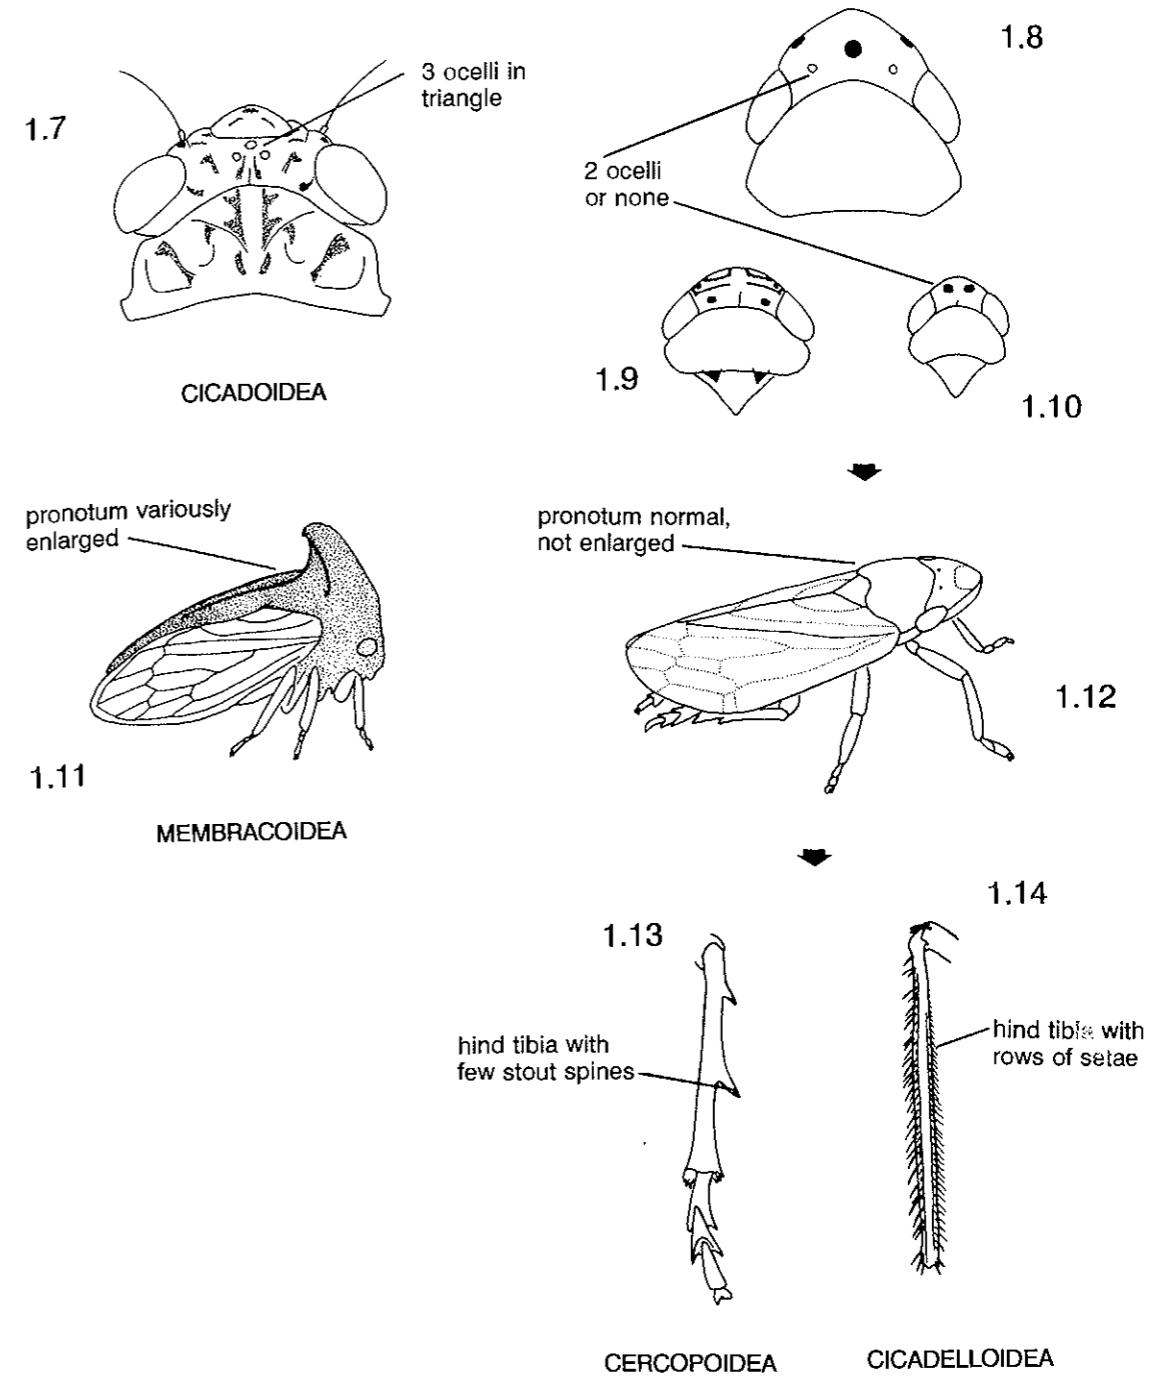 1.7
3 ocelli in
triangle
1.8
2 ocelli
or none
1.9
1.10
CICADOIDEA
pronotum variously
enlarged
pronotum normal,
not enlarged
1.11
1.12
MEMBRACOIDEA
1.13
1.14
hind tibia with
few stout spines
hind tibia with
rows of setae
CERCOPOIDEA
CICADELLOIDEA